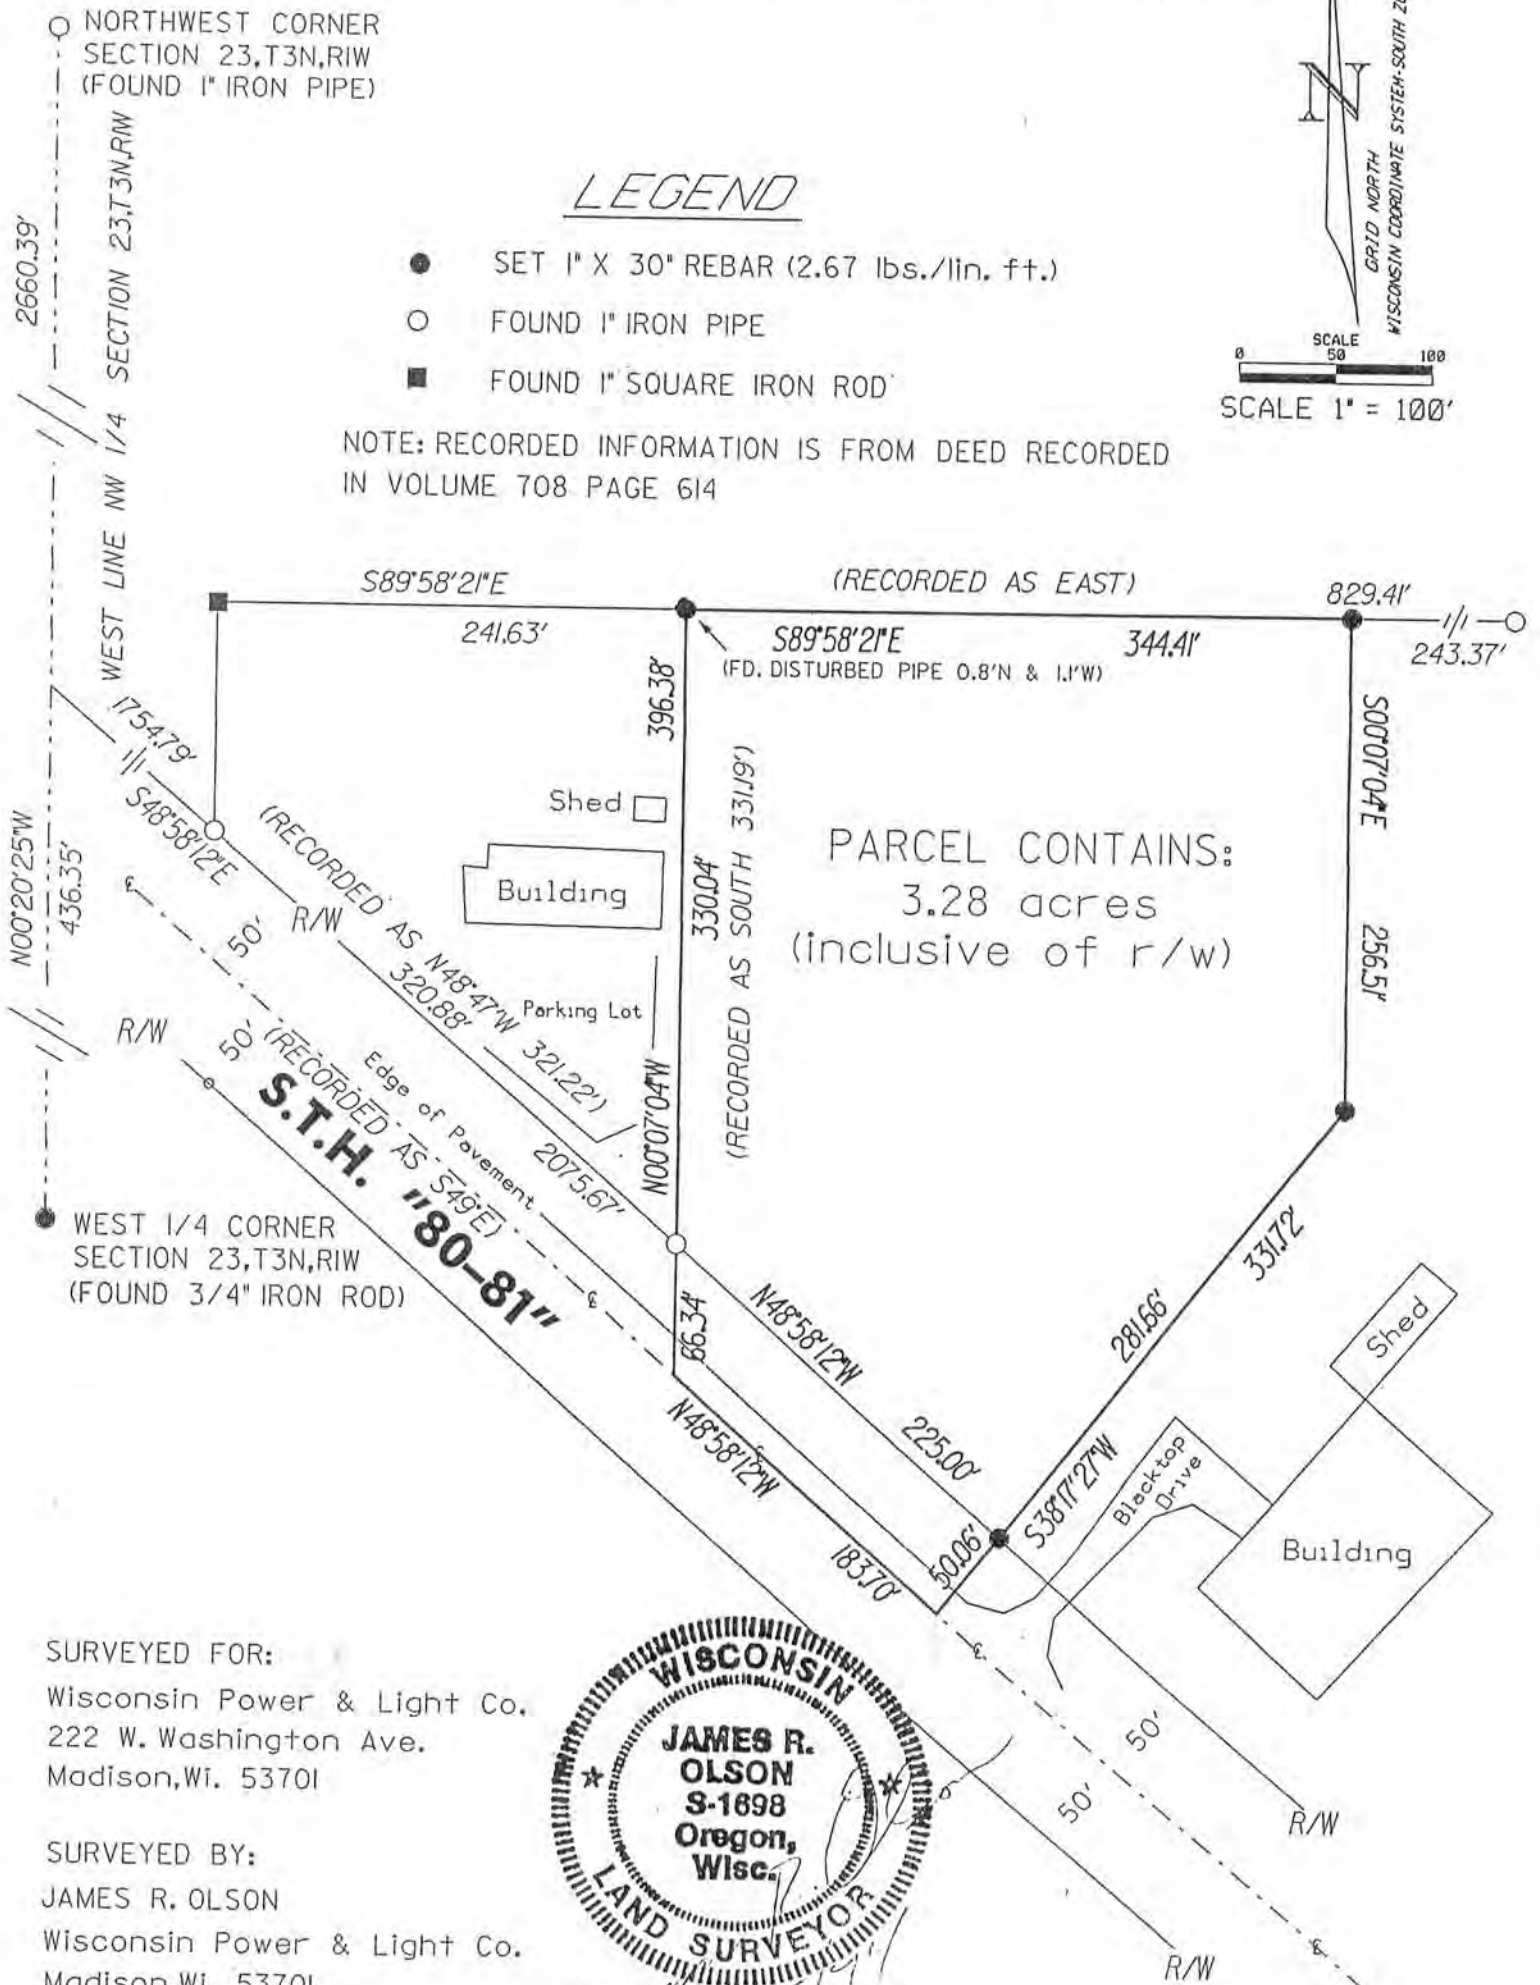 NORTHWEST CORNER
SECTION 23,T3N,R1W
(FOUND 1" IRON PIPE)
2660.39'
WEST LINE NW 1/4 SECTION 23,T3N,R1W
GRID NORTH
WISCONSIN COORDINATE SYSTEM-SOUTH
N
LEGEND
SET 1" X 30" REBAR (2.67 lbs./lin. ft.)
FOUND 1" IRON PIPE
FOUND 1" SQUARE IRON ROD
SCALE
0 50 100
SCALE 1" = 100'
NOTE: RECORDED INFORMATION IS FROM DEED RECORDED
IN VOLUME 708 PAGE 614
S89°58'21"E
241.63'
(RECORDED AS EAST)
S89°58'21"E
344.41'
829.41'
243.37'
(FD. DISTURBED PIPE 0.8'N & 1.1'W)
396.38'
330.04'
(RECORDED AS SOUTH 331.19')
N00°07'04"W
S00°07'04"E
256.51'
1754.79'
S48°58'12"E
N00°20'25"W
436.35'
(RECORDED AS N48°47'W 321.22')
320.88'
Shed
Building
Parking Lot
PARCEL CONTAINS:
3.28 acres
(inclusive of r/w)
R/W
50'
R/W
50'
(RECORDED AS S49°E)
Edge of Pavement
2075.67'
S.T.H. "80-81"
WEST 1/4 CORNER
SECTION 23,T3N,R1W
(FOUND 3/4" IRON ROD)
66.34'
N48°58'12"W
225.00'
N48°58'12"W
183.70'
50.06'
S38°17'27"W
281.66'
331.72'
Shed
Blacktop
Drive
Building
50'
50'
R/W
R/W
SURVEYED FOR:
Wisconsin Power & Light Co.
222 W. Washington Ave.
Madison,Wi. 53701
SURVEYED BY:
JAMES R. OLSON
Wisconsin Power & Light Co.
Madison,Wi. 53701
WISCONSIN
JAMES R.
OLSON
S-1698
Oregon,
Wisc.
LAND SURVEYOR